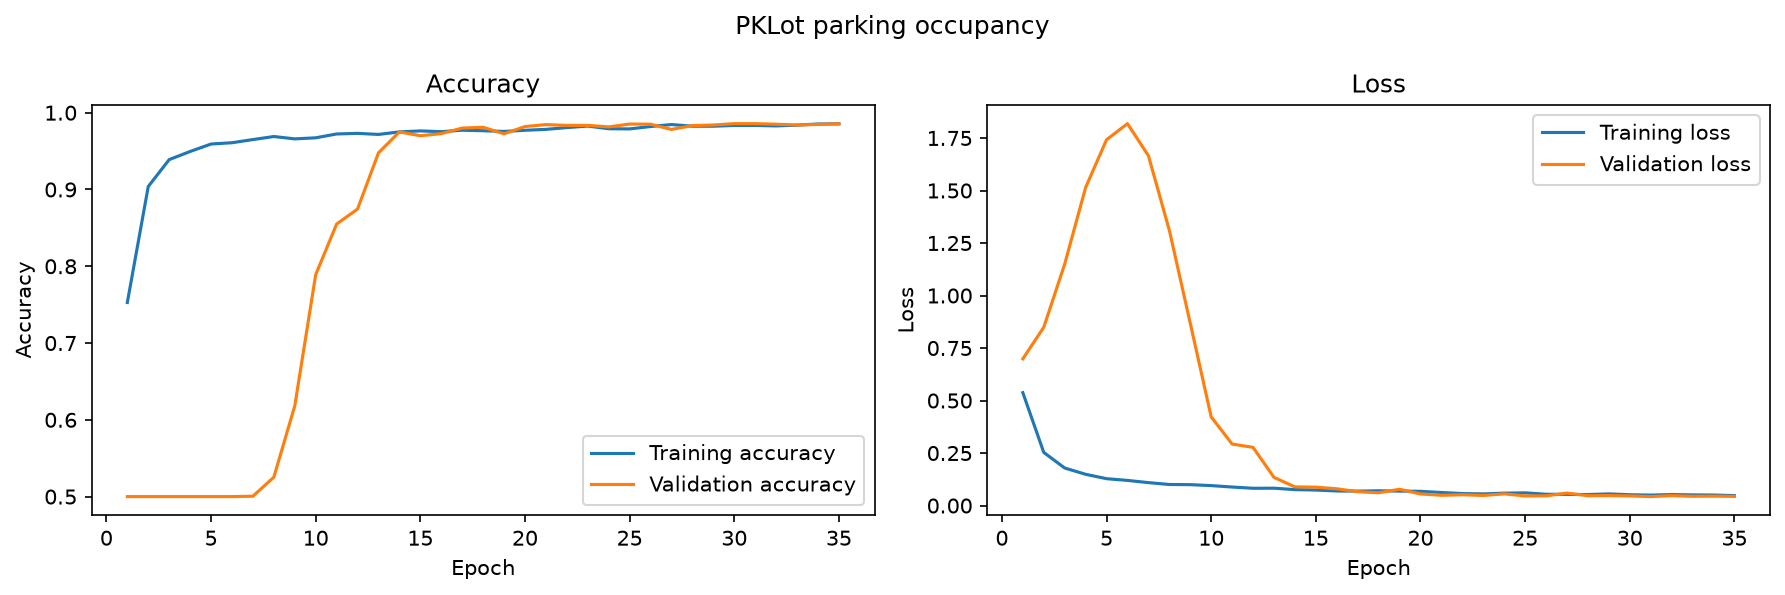 PKLot parking occupancy
Accuracy
1.0
0.9
0.8
0.7
0.6
0.5
Accuracy
0 5 10 15 20 25 30 35
Epoch
Training accuracy
Validation accuracy
Loss
1.75
1.50
1.25
1.00
0.75
0.50
0.25
0.00
Loss
0 5 10 15 20 25 30 35
Epoch
Training loss
Validation loss